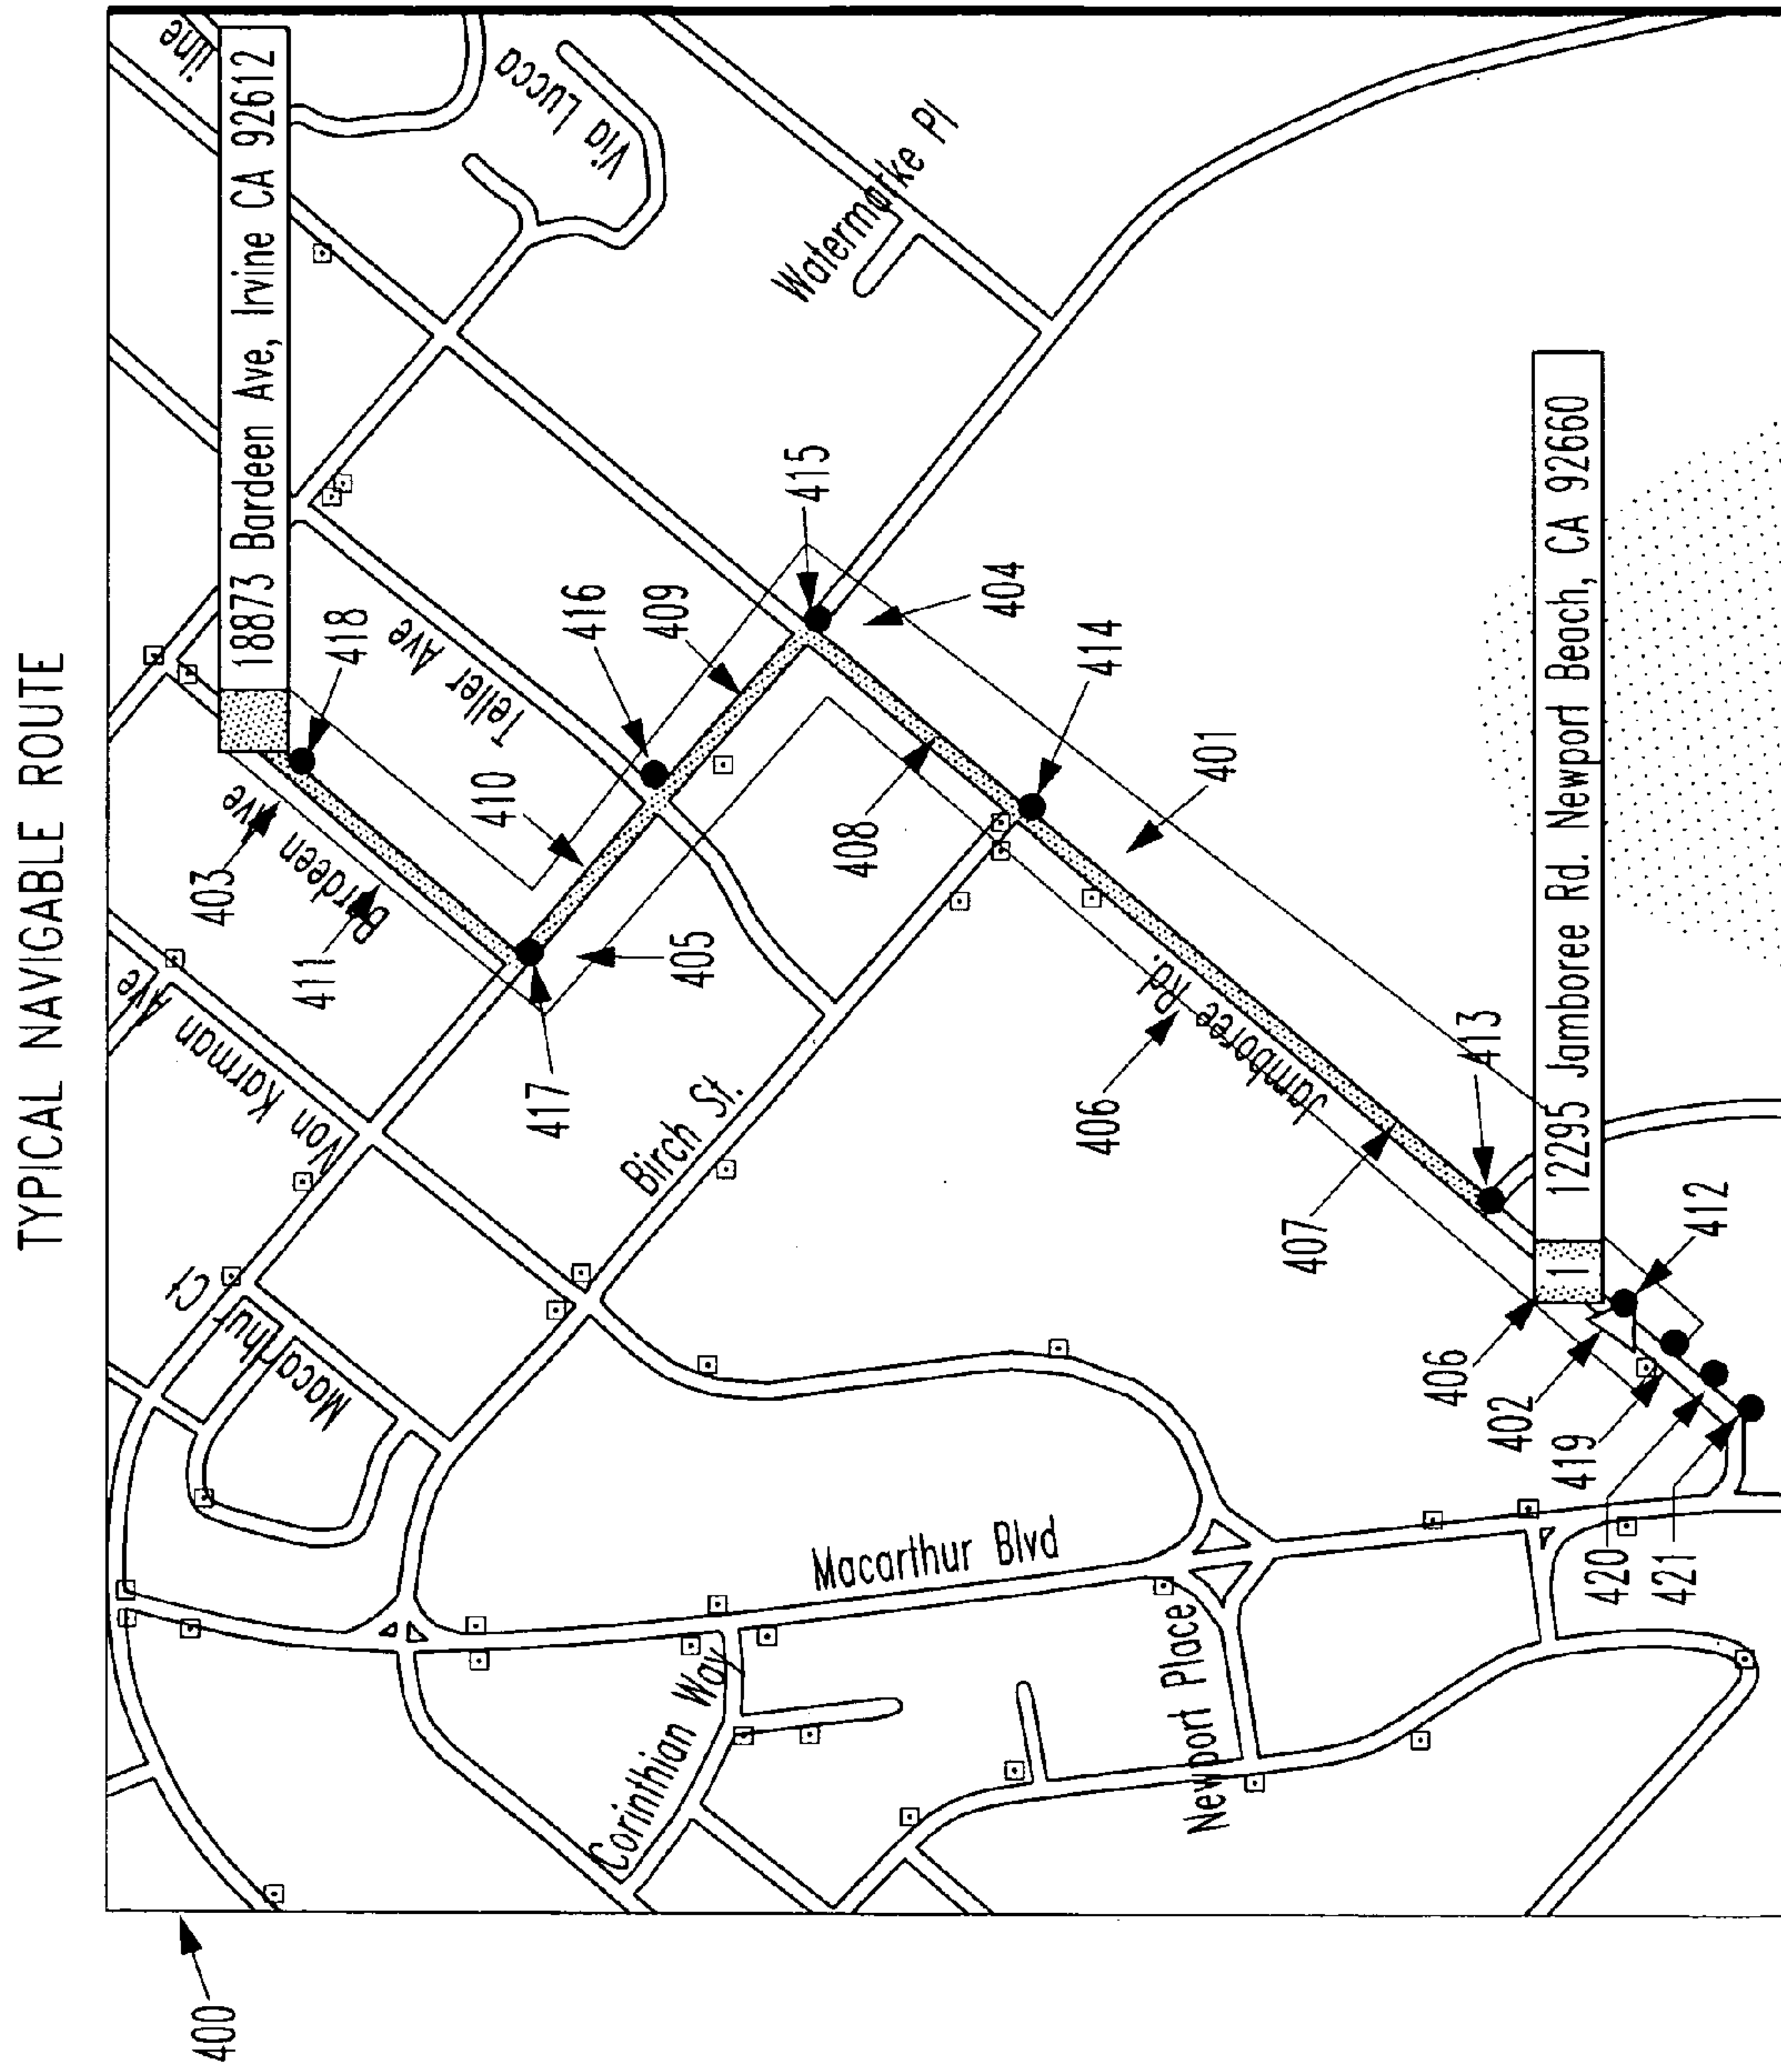 TYPICAL NAVIGABLE ROUTE
400
18873 Bardeen Ave, Irvine CA 92612
Via Lucca
Watermarke Pl
418
Teller Ave
416
409
415
404
410
403
Bardeen Ave
411
405
417
408
414
401
Von Karman Ave
Birch St.
406
Jamboree Rd.
413
407
11 12295 Jamboree Rd. Newport Beach, CA 92660
412
Macarthur Ct
406
402
419
420
421
Macarthur Blvd
Corinthian Way
Newport Place